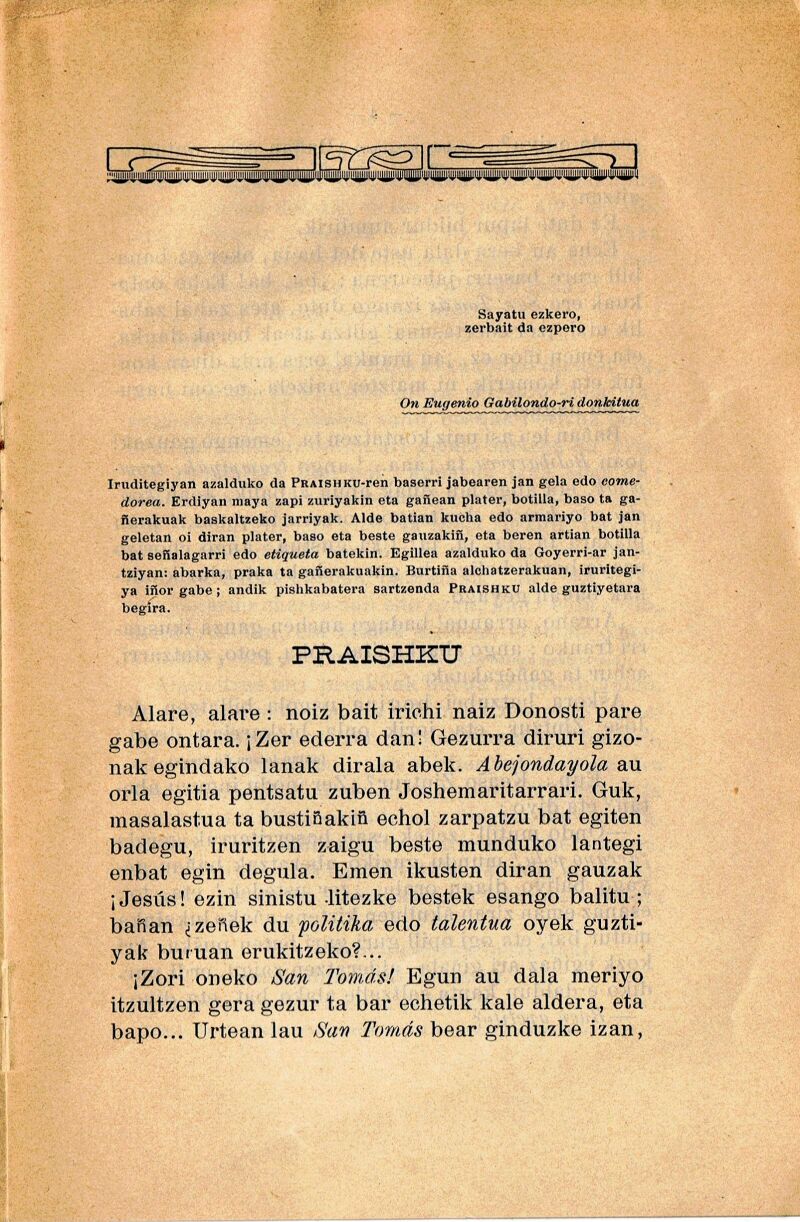 Sayatu ezkero,
zerbait da ezpero
On Eugenio Gabilondo-ri donkitua
Iruditegiyan azalduko da PRAISHKU-ren baserri jabearen jan gela edo come-
dorea. Erdiyan maya zapi zuriyakin eta gañean plater, botilla, baso ta ga-
ñerakuak baskaltzeko jarriyak. Alde batian kucha edo armariyo bat jan
geletan oi diran plater, baso eta beste gauzakiñ, eta beren artian botilla
bat señalagarri edo etiqueta batekin. Egillea azalduko da Goyerri-ar jan-
tziyan: abarka, praka ta gañerakuakin. Burtiña alchatzerakuan, iruritegi-
ya iñor gabe; andik pishkabatera sartzenda PRAISHKU alde guztiyetara
begira.
PRAISHKU
Alare, alare: noiz bait irichi naiz Donosti pare
gabe ontara. ¡Zer ederra dan! Gezurra diruri gizo-
nak egindako lanak dirala abek. Abejondayola au
orla egitia pentsatu zuben Joshemaritarrari. Guk,
masalastua ta bustiñakiñ echol zarpatzu bat egiten
badegu, iruritzen zaigu beste munduko lantegi
enbat egin degula. Emen ikusten diran gauzak
¡Jesús! ezin sinistu litezke bestek esango balitu;
bañan ¿zeñek du politika edo talentua oyek guzti-
yak buruan erukitzeko?...
¡Zori oneko San Tomás! Egun au dala meriyo
itzultzen gera gezur ta bar echetik kale aldera, eta
bapo... Urtean lau San Tomás bear ginduzke izan,